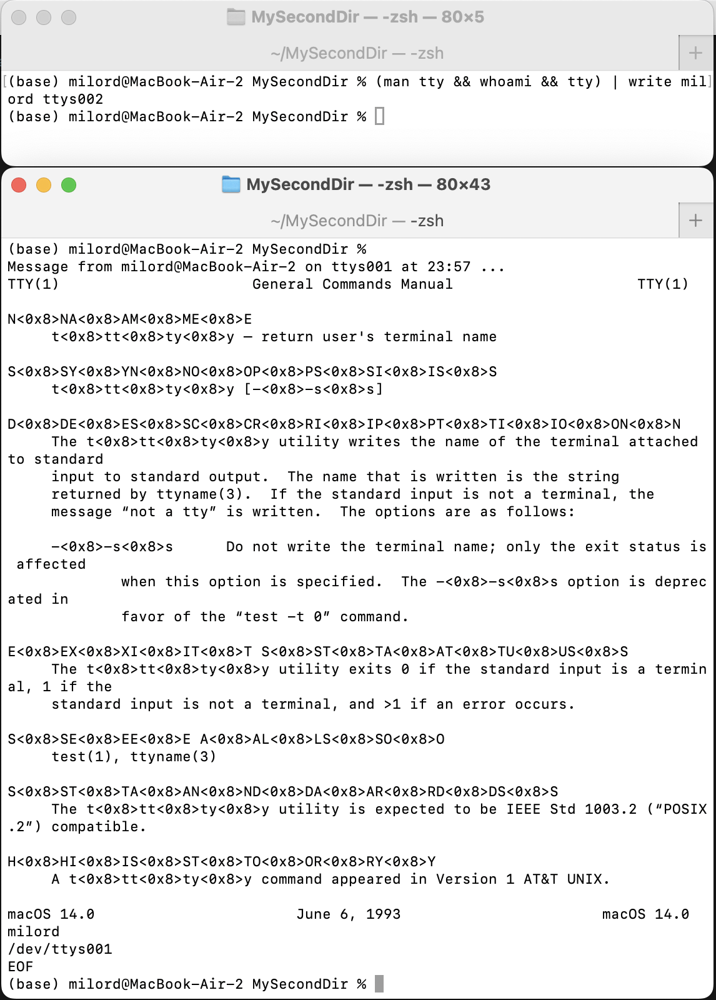 MySecondDir — -zsh — 80×5
~/MySecondDir — -zsh
+
[(base) milord@MacBook-Air-2 MySecondDir % (man tty && whoami && tty) | write mil]
ord ttys002
(base) milord@MacBook-Air-2 MySecondDir %
MySecondDir — -zsh — 80×43
~/MySecondDir — -zsh
+
(base) milord@MacBook-Air-2 MySecondDir %
Message from milord@MacBook-Air-2 on ttys001 at 23:57 ...
TTY(1)                      General Commands Manual                     TTY(1)
N<0x8>NA<0x8>AM<0x8>ME<0x8>E
     t<0x8>tt<0x8>ty<0x8>y – return user's terminal name
S<0x8>SY<0x8>YN<0x8>NO<0x8>OP<0x8>PS<0x8>SI<0x8>IS<0x8>S
     t<0x8>tt<0x8>ty<0x8>y [-<0x8>-s<0x8>s]
D<0x8>DE<0x8>ES<0x8>SC<0x8>CR<0x8>RI<0x8>IP<0x8>PT<0x8>TI<0x8>IO<0x8>ON<0x8>N
     The t<0x8>tt<0x8>ty<0x8>y utility writes the name of the terminal attached
to standard
     input to standard output.  The name that is written is the string
     returned by ttyname(3).  If the standard input is not a terminal, the
     message “not a tty” is written.  The options are as follows:
     -<0x8>-s<0x8>s      Do not write the terminal name; only the exit status is
 affected
             when this option is specified.  The -<0x8>-s<0x8>s option is deprec
ated in
             favor of the “test -t 0” command.
E<0x8>EX<0x8>XI<0x8>IT<0x8>T S<0x8>ST<0x8>TA<0x8>AT<0x8>TU<0x8>US<0x8>S
     The t<0x8>tt<0x8>ty<0x8>y utility exits 0 if the standard input is a termin
al, 1 if the
     standard input is not a terminal, and >1 if an error occurs.
S<0x8>SE<0x8>EE<0x8>E A<0x8>AL<0x8>LS<0x8>SO<0x8>O
     test(1), ttyname(3)
S<0x8>ST<0x8>TA<0x8>AN<0x8>ND<0x8>DA<0x8>AR<0x8>RD<0x8>DS<0x8>S
     The t<0x8>tt<0x8>ty<0x8>y utility is expected to be IEEE Std 1003.2 (“POSIX
.2”) compatible.
H<0x8>HI<0x8>IS<0x8>ST<0x8>TO<0x8>OR<0x8>RY<0x8>Y
     A t<0x8>tt<0x8>ty<0x8>y command appeared in Version 1 AT&T UNIX.
macOS 14.0                       June 6, 1993                       macOS 14.0
milord
/dev/ttys001
EOF
(base) milord@MacBook-Air-2 MySecondDir %